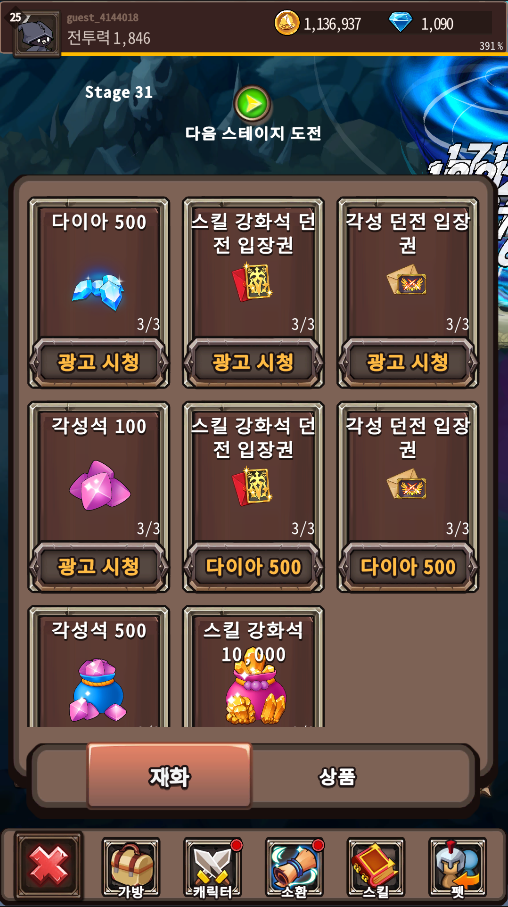 25
guest_4144018
전투력 1,846
1,136,937
1,090
391 %
Stage 31
다음 스테이지 도전
다이아 500
3/3
광고 시청
스킬 강화석 던
전 입장권
3/3
광고 시청
각성 던전 입장
권
3/3
광고 시청
각성석 100
3/3
광고 시청
스킬 강화석 던
전 입장권
3/3
다이아 500
각성 던전 입장
권
3/3
다이아 500
각성석 500
스킬 강화석
10,000
재화
상품
가방
캐릭터
소환
스킬
펫